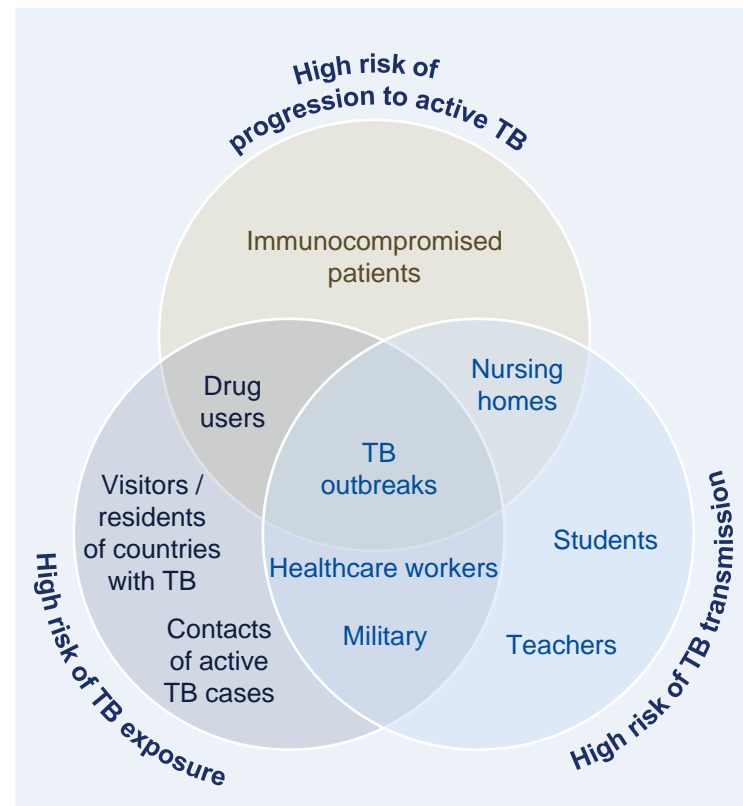 High risk of
progression to active TB
Immunocompromised
patients
Drug
users
Nursing
homes
TB
outbreaks
Visitors /
residents
of countries
with TB
Students
Healthcare workers
Contacts
of active
TB cases
Military
Teachers
High risk of TB exposure
High risk of TB transmission